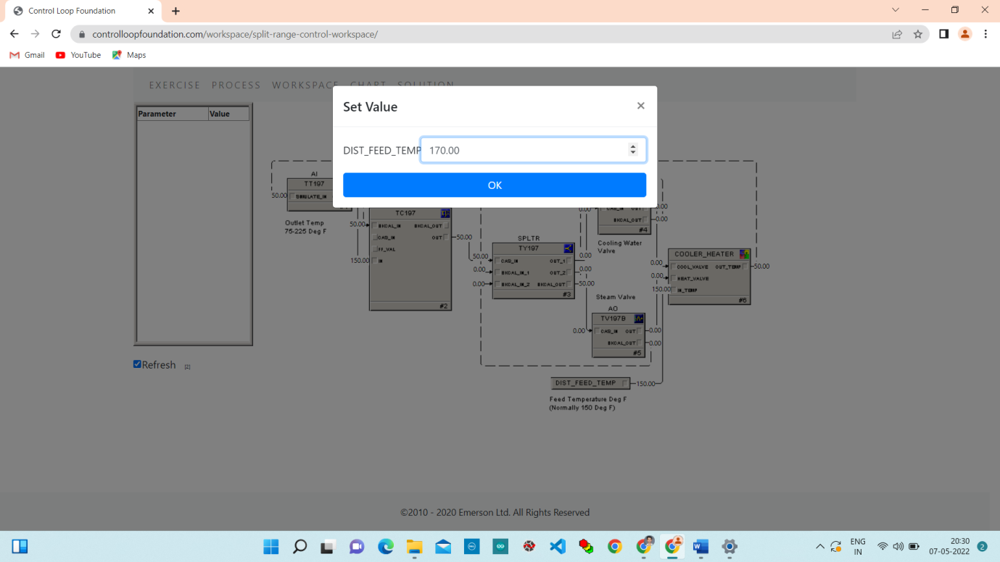 Control Loop Foundation
controlloopfoundation.com/workspace/split-range-control-workspace/
Gmail YouTube Maps
EXERCISE PROCESS WORKSPACE CHART SOLUTION
Set Value
DIST_FEED_TEMP 170.00
OK
Parameter Value
AI
TT197
50.00 SIMULATE_IN
Outlet Temp
75-225 Deg F
TC197
50.00 BKCAL_IN BKCAL_OUT
CAS_IN OUT 50.00
FF_VAL
150.00 IN
#2
SPLTR
TY197
50.00 CAS_IN OUT_1 0.00
0.00 BKCAL_IN_1 OUT_2 0.00
0.00 BKCAL_IN_2 BKCAL_OUT 50.00
#3
0.00 CAS_IN OUT 0.00
BKCAL_OUT 0.00
#4
Cooling Water
Valve
COOLER_HEATER
0.00 COOL_VALVE OUT_TEMP 50.00
0.00 HEAT_VALVE
150.00 IN_TEMP
#6
Steam Valve
AO
TV197B
0.00 CAS_IN OUT 0.00
BKCAL_OUT 0.00
#5
DIST_FEED_TEMP 150.00
Feed Temperature Deg F
(Normally 150 Deg F)
Refresh [2]
©2010 - 2020 Emerson Ltd. All Rights Reserved
ENG
IN
20:30
07-05-2022
2